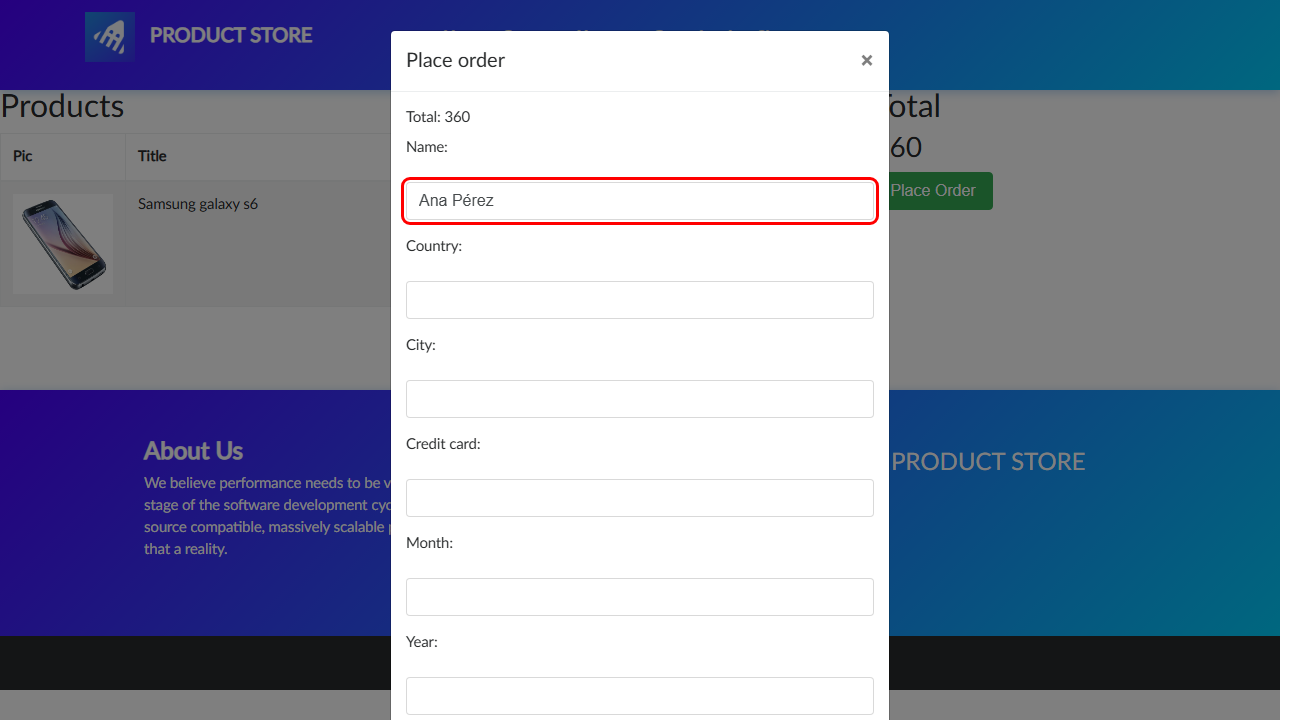 PRODUCT STORE
Place order
×
Total: 360
Name:
Ana Pérez
Country:
City:
Credit card:
Month:
Year:
Products
Pic
Title
Samsung galaxy s6
otal
60
Place Order
About Us
We believe performance needs to be v
stage of the software development cyc
source compatible, massively scalable
that a reality.
PRODUCT STORE